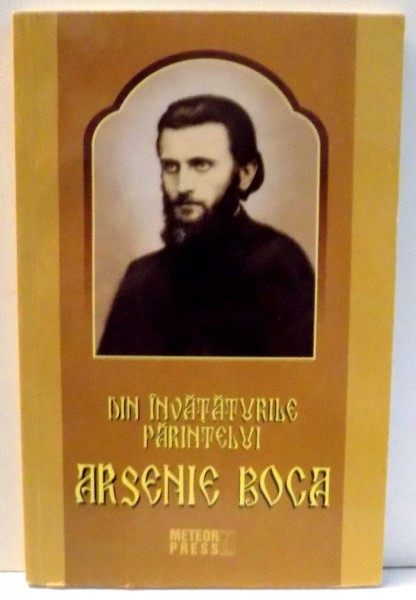 DIN ÎNVĂȚĂTURILE
PĂRINTELUI
ARSENIE BOCA
METEOR
PRESS